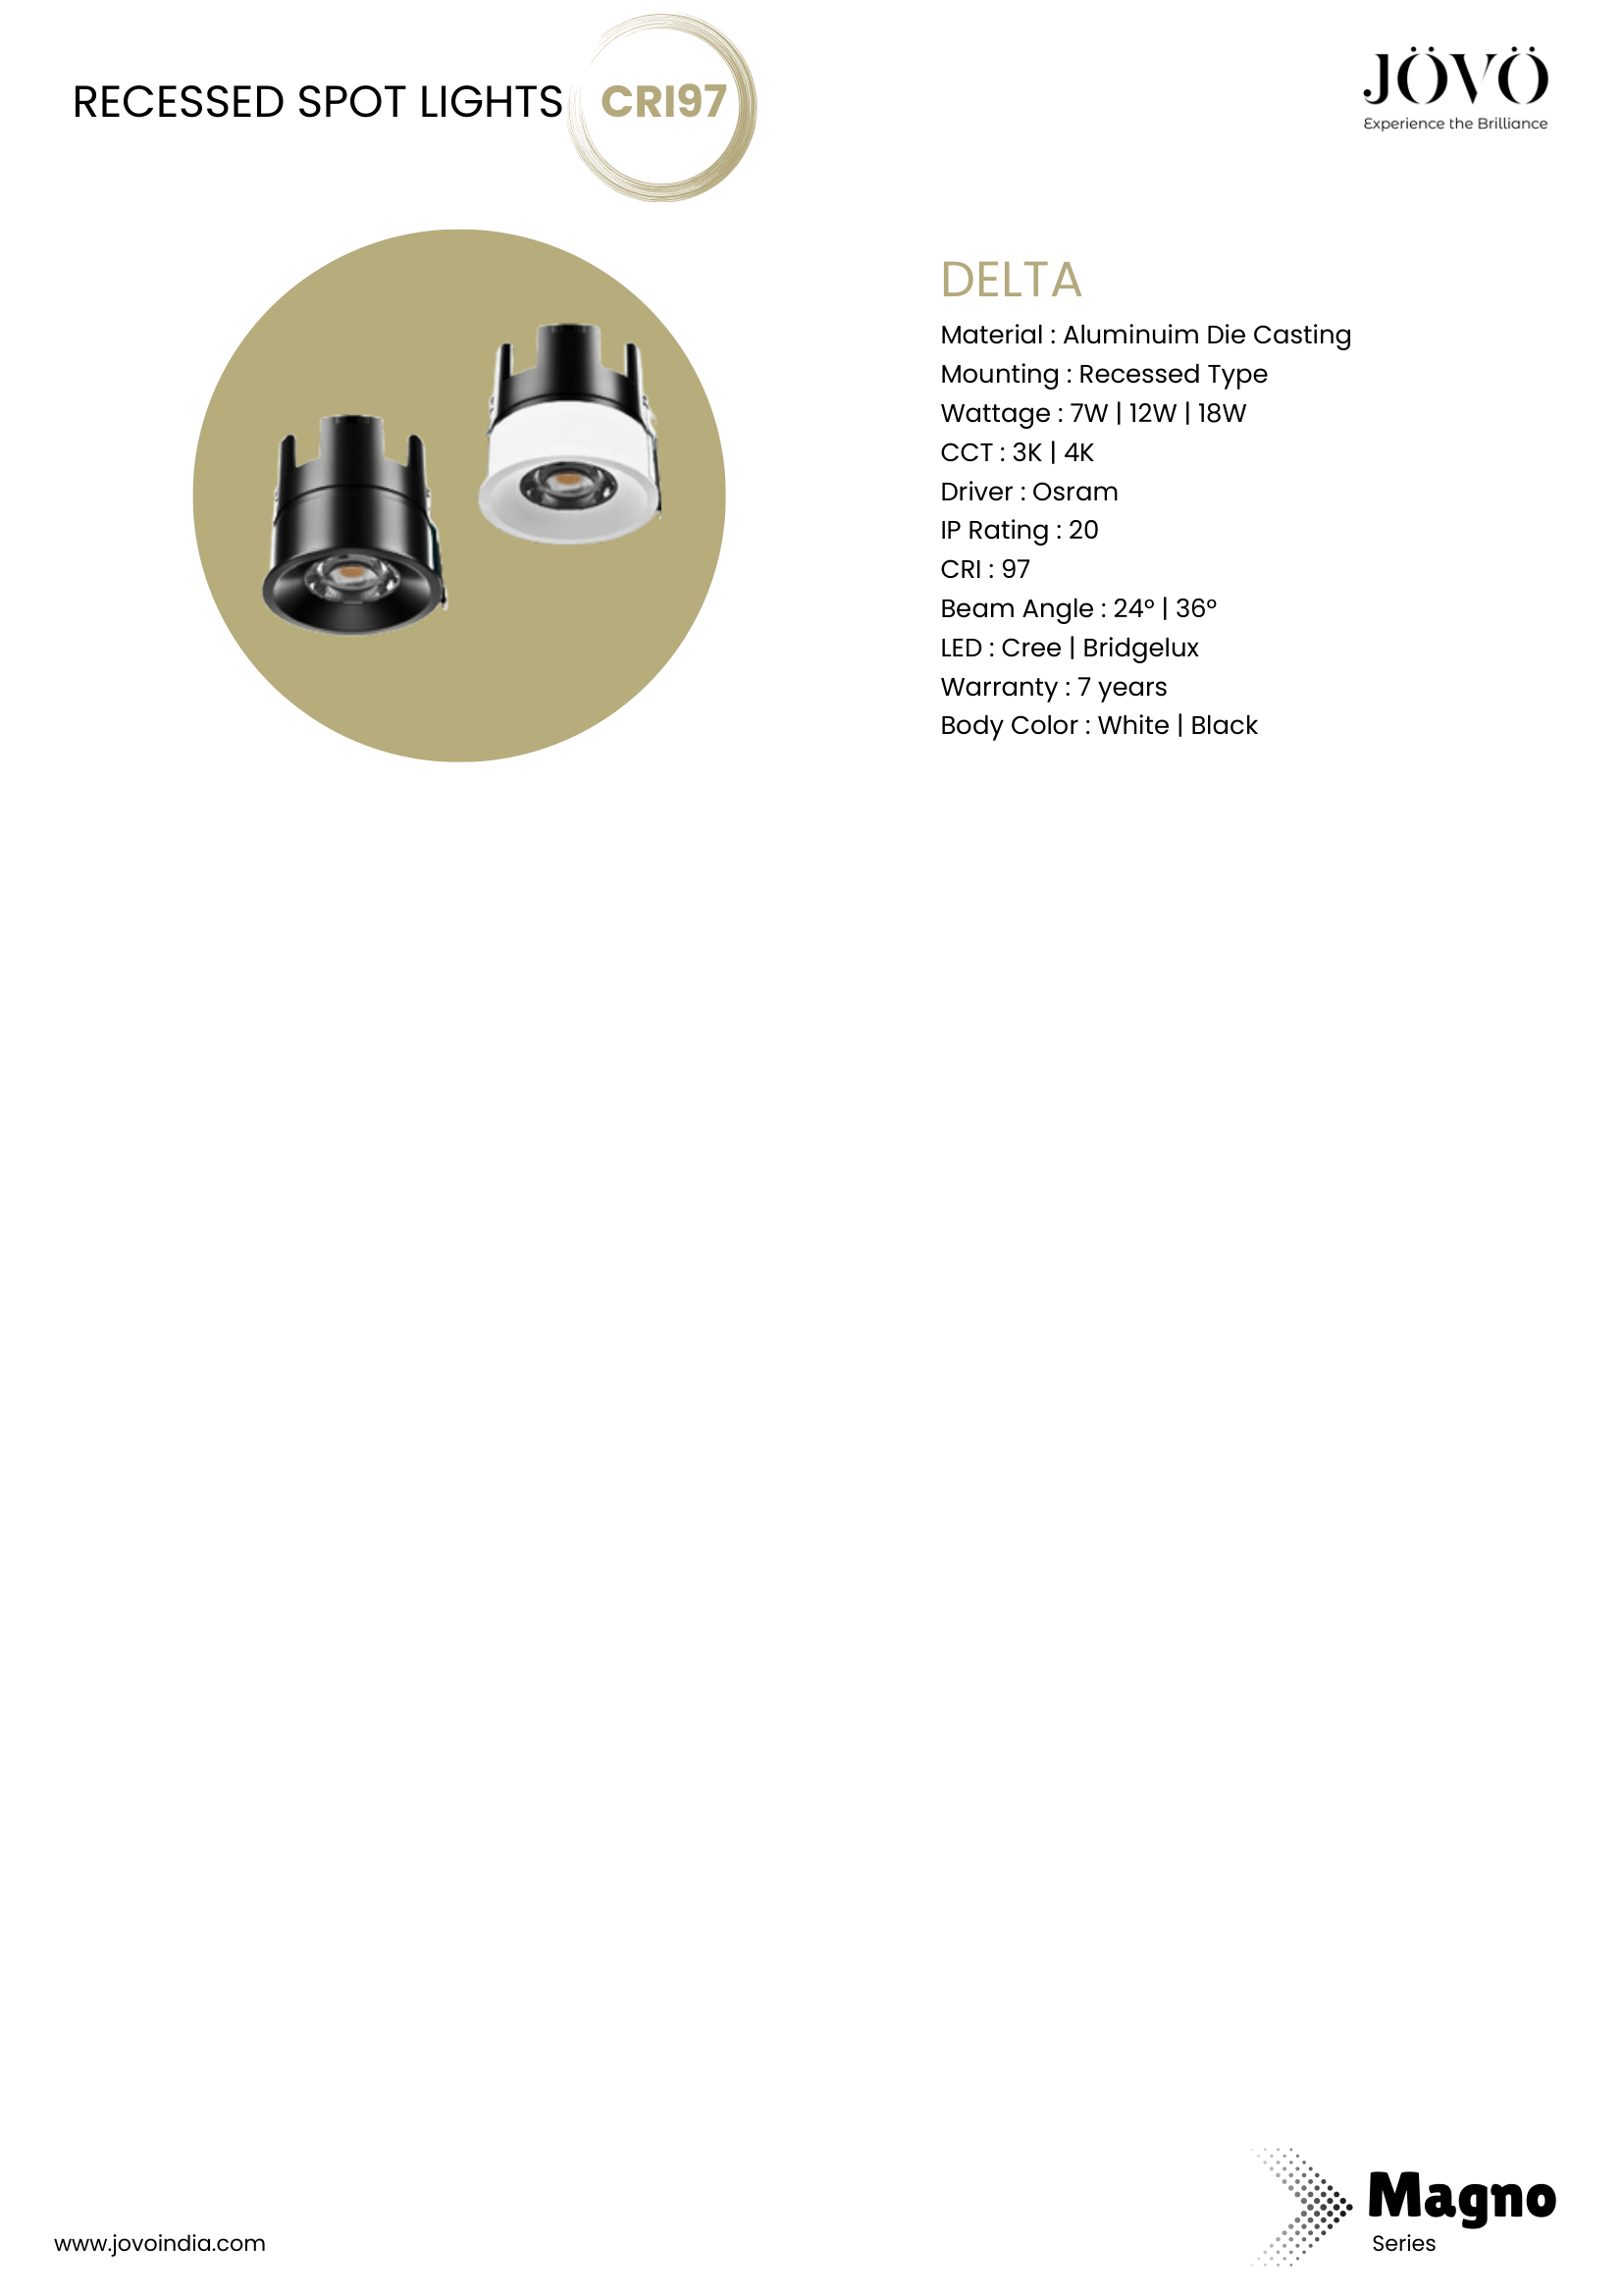 RECESSED SPOT LIGHTS CRI97
JÖVÖ
Experience the Brilliance
DELTA
Material : Aluminuim Die Casting
Mounting : Recessed Type
Wattage : 7W | 12W | 18W
CCT : 3K | 4K
Driver : Osram
IP Rating : 20
CRI : 97
Beam Angle : 24° | 36°
LED : Cree | Bridgelux
Warranty : 7 years
Body Color : White | Black
Magno
Series
www.jovoindia.com